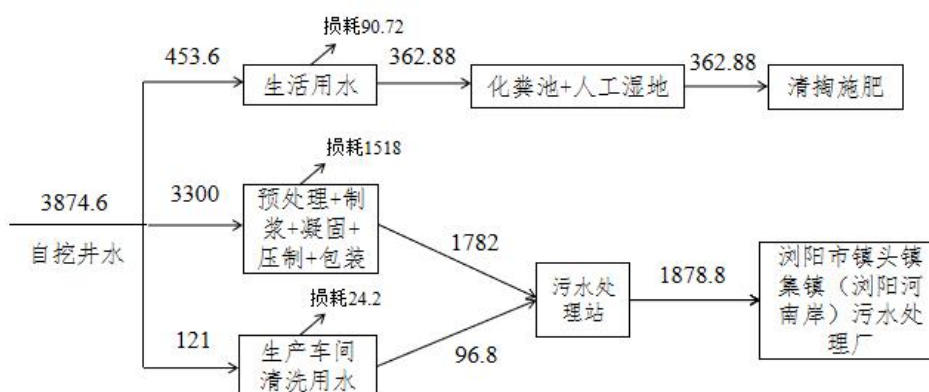 损耗90.72
453.6
生活用水
362.88
化粪池+人工湿地
362.88
清掏施肥
3874.6
自挖井水
3300
损耗1518
预处理+制
浆+凝固+
压制+包装
1782
污水处
理站
1878.8
浏阳市镇头镇
集镇（浏阳河
南岸）污水处
理厂
121
损耗24.2
生产车间
清洗用水
96.8